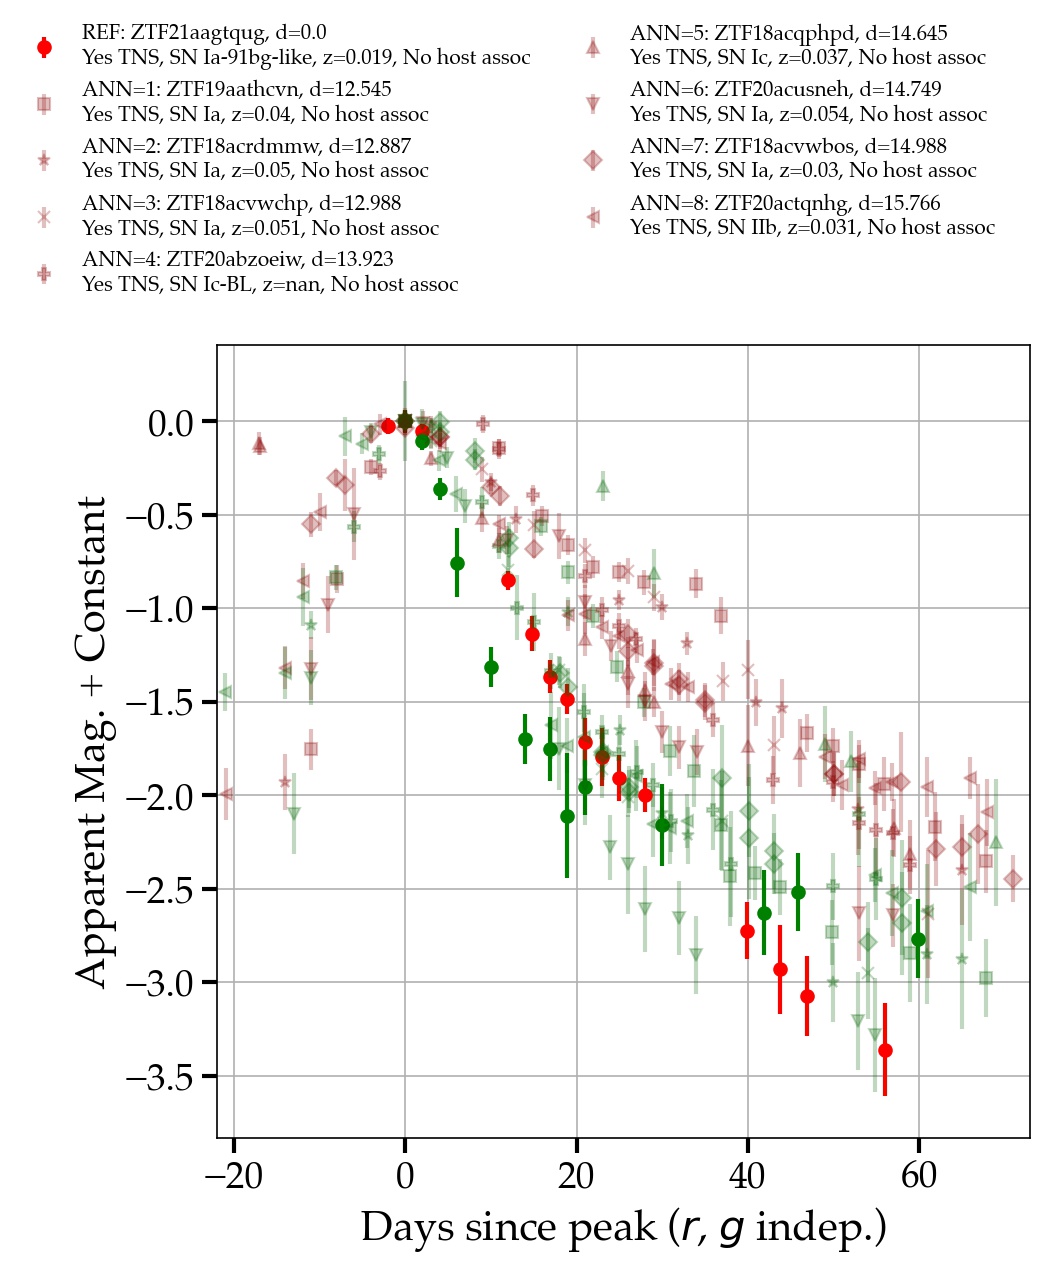 REF: ZTF21aagtqug, d=0.0
Yes TNS, SN Ia-91bg-like, z=0.019, No host assoc
ANN=1: ZTF19aathcvn, d=12.545
Yes TNS, SN Ia, z=0.04, No host assoc
ANN=2: ZTF18acrdmmw, d=12.887
Yes TNS, SN Ia, z=0.05, No host assoc
ANN=3: ZTF18acvwchp, d=12.988
Yes TNS, SN Ia, z=0.051, No host assoc
ANN=4: ZTF20abzoeiw, d=13.923
Yes TNS, SN Ic-BL, z=nan, No host assoc
ANN=5: ZTF18acqphpd, d=14.645
Yes TNS, SN Ic, z=0.037, No host assoc
ANN=6: ZTF20acusneh, d=14.749
Yes TNS, SN Ia, z=0.054, No host assoc
ANN=7: ZTF18acvwbos, d=14.988
Yes TNS, SN Ia, z=0.03, No host assoc
ANN=8: ZTF20actqnhg, d=15.766
Yes TNS, SN IIb, z=0.031, No host assoc
Apparent Mag. + Constant
0.0
−0.5
−1.0
−1.5
−2.0
−2.5
−3.0
−3.5
−20
0
20
40
60
Days since peak (r, g indep.)